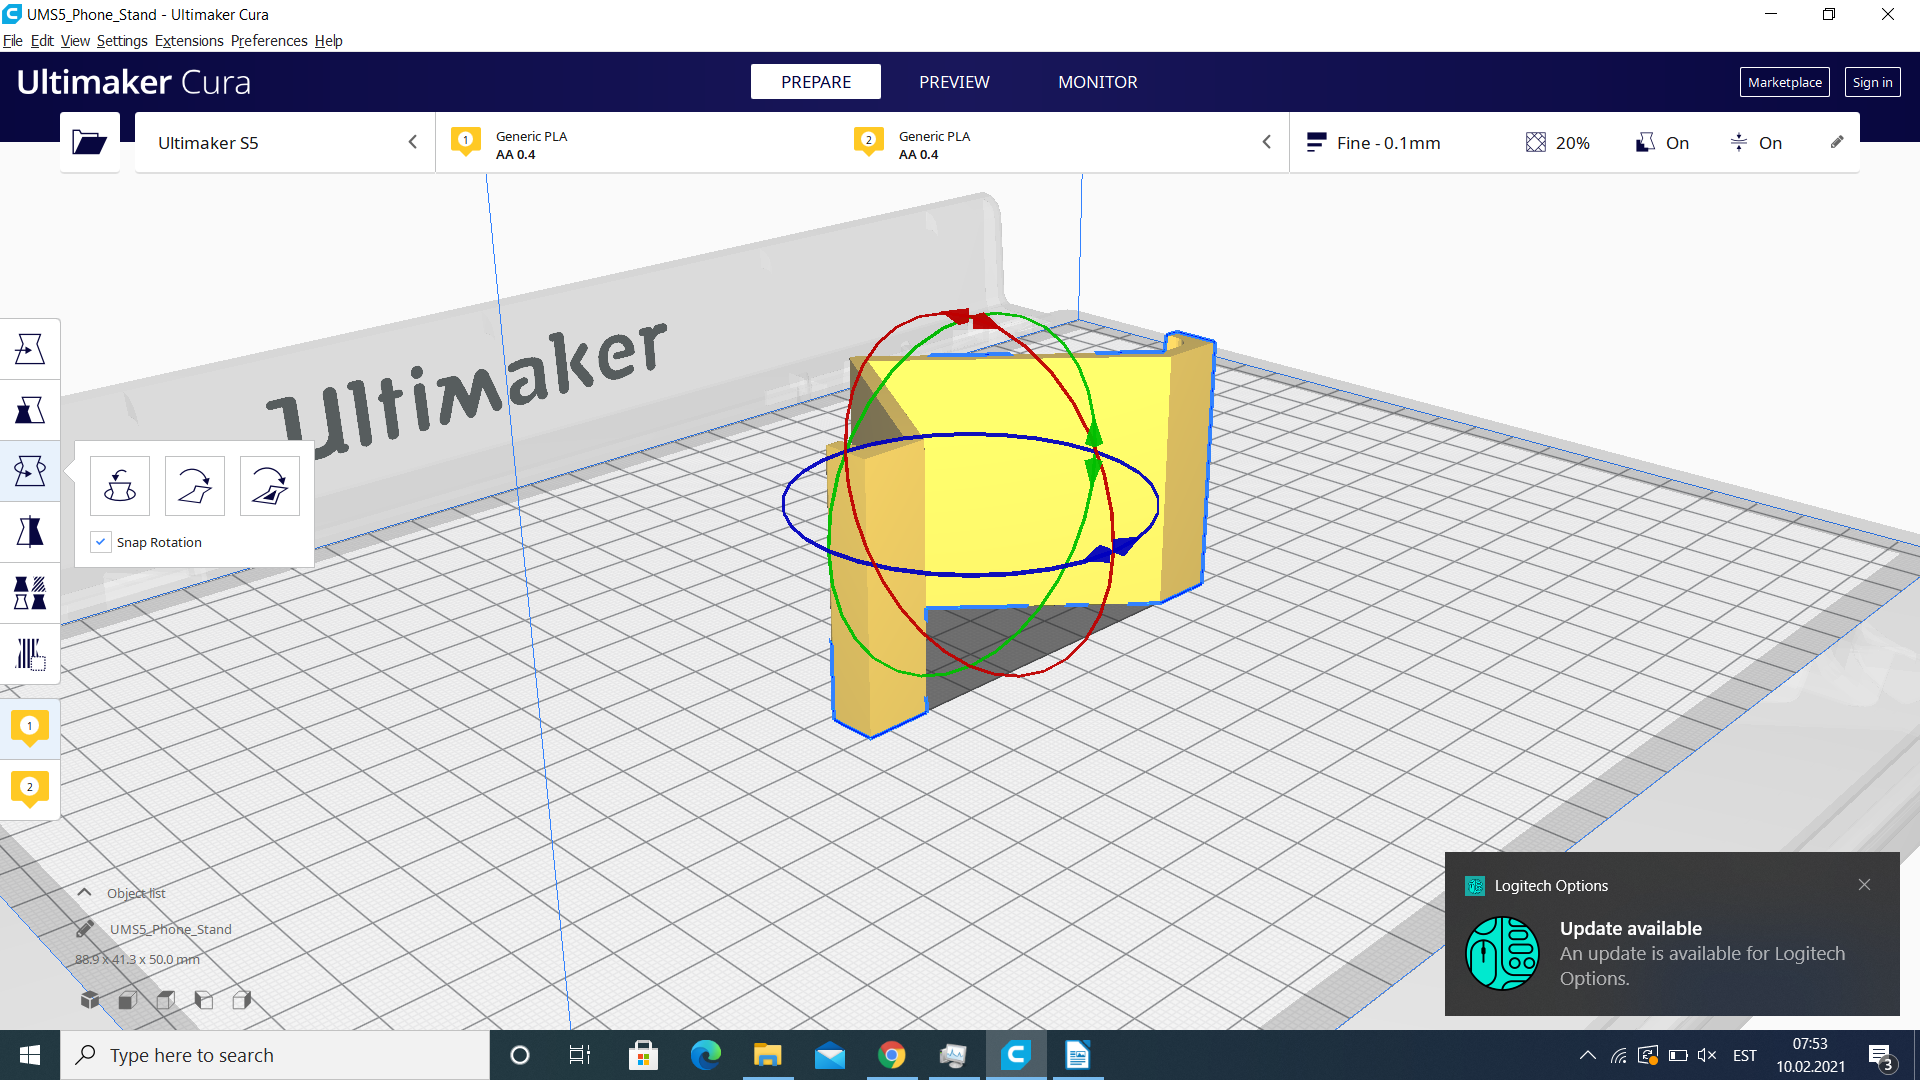 UMS5_Phone_Stand - Ultimaker Cura
File Edit View Settings Extensions Preferences Help
Ultimaker Cura
PREPARE
PREVIEW
MONITOR
Marketplace
Sign in
Ultimaker S5
1
Generic PLA
AA 0.4
2
Generic PLA
AA 0.4
Fine - 0.1mm
20%
On
On
Ultimaker
Snap Rotation
1
2
Object list
UMS5_Phone_Stand
88.9 x 41.3 x 50.0 mm
Logitech Options
Update available
An update is available for Logitech
Options.
Type here to search
EST
07:53
10.02.2021
3